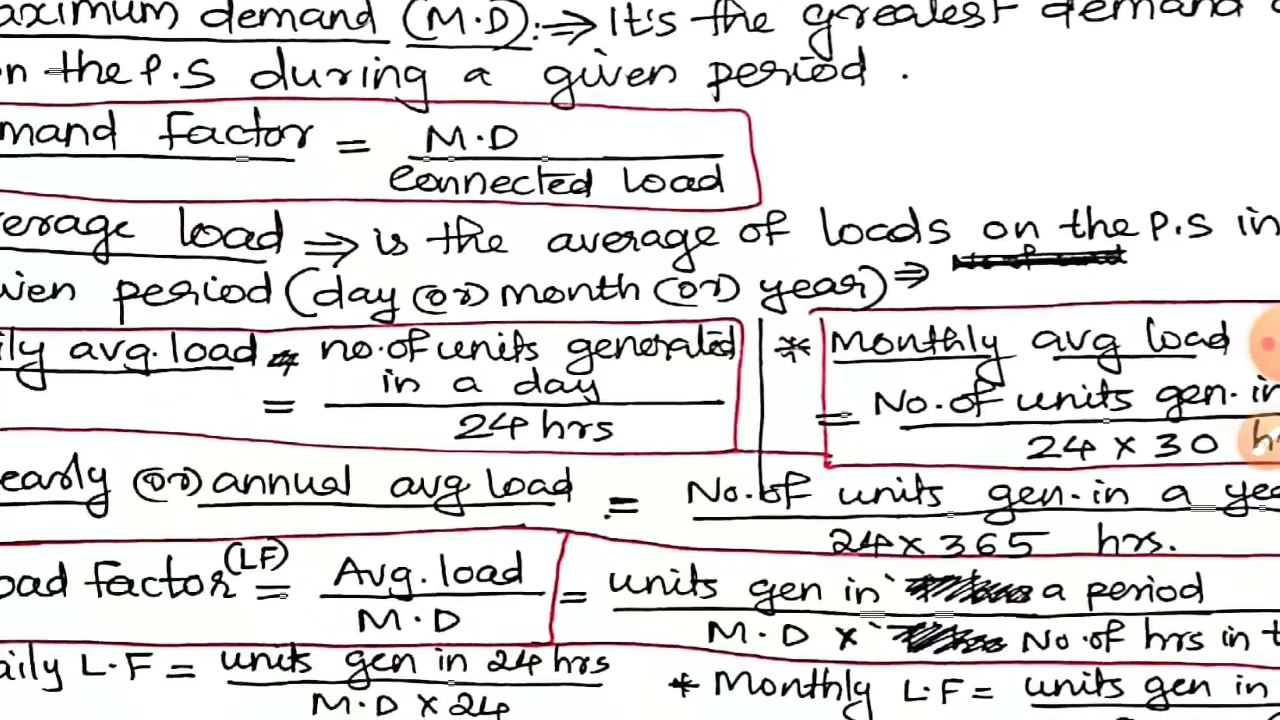 aximum demand (M.D):⇒ It's the greatest demand
n the P.S during a given period.
mand factor = M.D
connected load
erage load ⇒ is the average of loads on the P.S in
iven period (day (or) month (or) year) ⇒
ily avg. load no. of units generated
in a day
=
24 hrs
* Monthly avg load
= No. of units gen. in
24 x 30 h
early (or) annual avg load = No. of units gen. in a yea
24 x 365 hrs.
oad factor (LF) = Avg. load = units gen in a period
M.D M.D x No of hrs in t
aily L.F = units gen in 24 hrs
M.D x 24
* Monthly L.F = units gen in